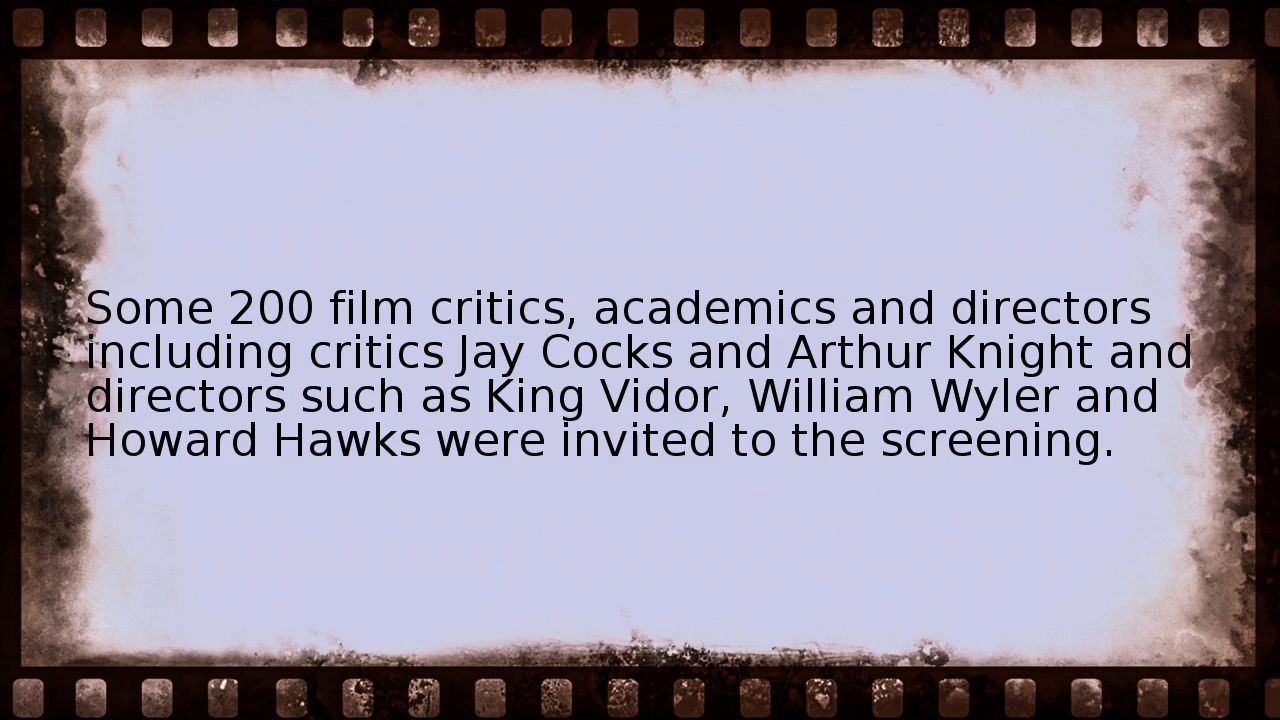 Some 200 film critics, academics and directors
including critics Jay Cocks and Arthur Knight and
directors such as King Vidor, William Wyler and
Howard Hawks were invited to the screening.